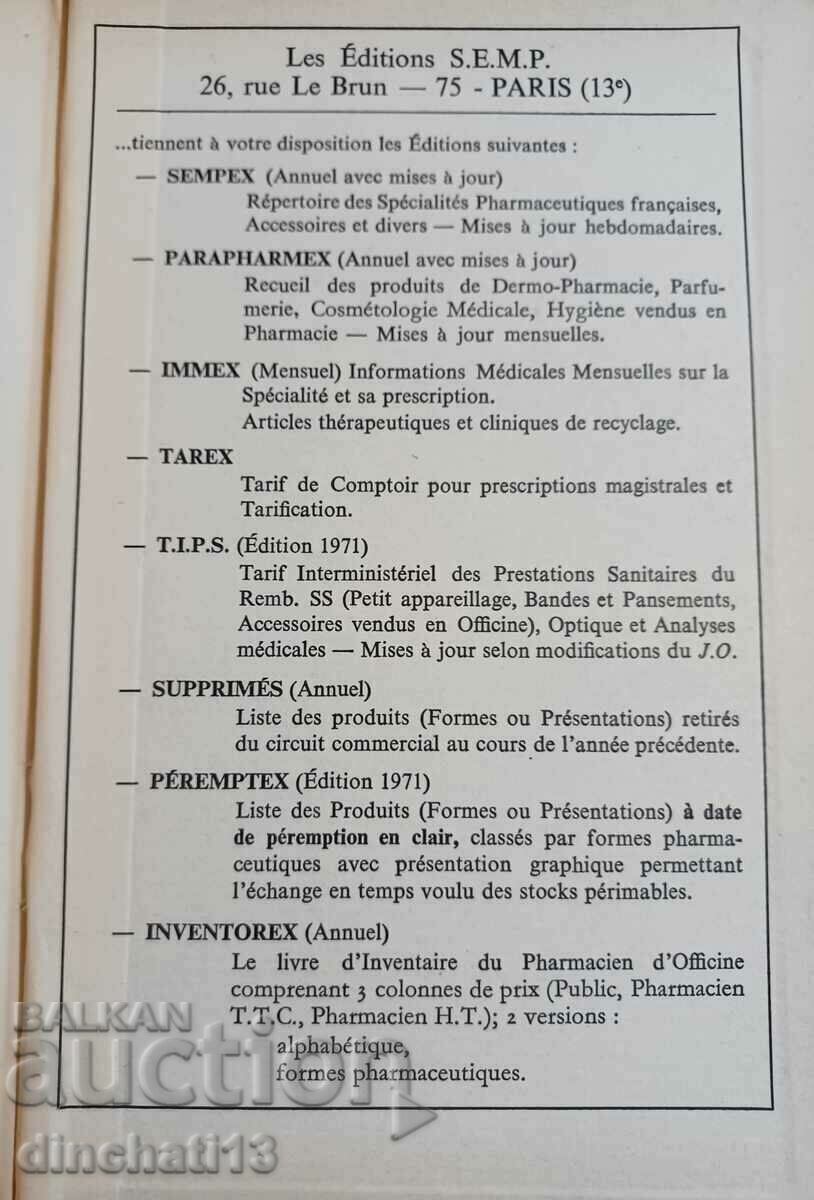 Les Éditions S.E.M.P.
26, rue Le Brun — 75 - PARIS (13e)
...tiennent à votre disposition les Éditions suivantes :
— SEMPEX (Annuel avec mises à jour)
Répertoire des Spécialités Pharmaceutiques françaises,
Accessoires et divers — Mises à jour hebdomadaires.
— PARAPHARMEX (Annuel avec mises à jour)
Recueil des produits de Dermo-Pharmacie, Parfu-
merie, Cosmétologie Médicale, Hygiène vendus en
Pharmacie — Mises à jour mensuelles.
— IMMEX (Mensuel) Informations Médicales Mensuelles sur la
Spécialité et sa prescription.
Articles thérapeutiques et cliniques de recyclage.
— TAREX
Tarif de Comptoir pour prescriptions magistrales et
Tarification.
— T.I.P.S. (Édition 1971)
Tarif Interministériel des Prestations Sanitaires du
Remb. SS (Petit appareillage, Bandes et Pansements,
Accessoires vendus en Officine), Optique et Analyses
médicales — Mises à jour selon modifications du J.O.
— SUPPRIMÉS (Annuel)
Liste des produits (Formes ou Présentations) retirés
du circuit commercial au cours de l'année précédente.
— PÉREMPTEX (Édition 1971)
Liste des Produits (Formes ou Présentations) à date
de péremption en clair, classés par formes pharma-
ceutiques avec présentation graphique permettant
l'échange en temps voulu des stocks périmables.
— INVENTOREX (Annuel)
Le livre d'Inventaire du Pharmacien d'Officine
comprenant 3 colonnes de prix (Public, Pharmacien
T.T.C., Pharmacien H.T.); 2 versions :
alphabétique,
formes pharmaceutiques.
BALKAN
auction
dinchati13